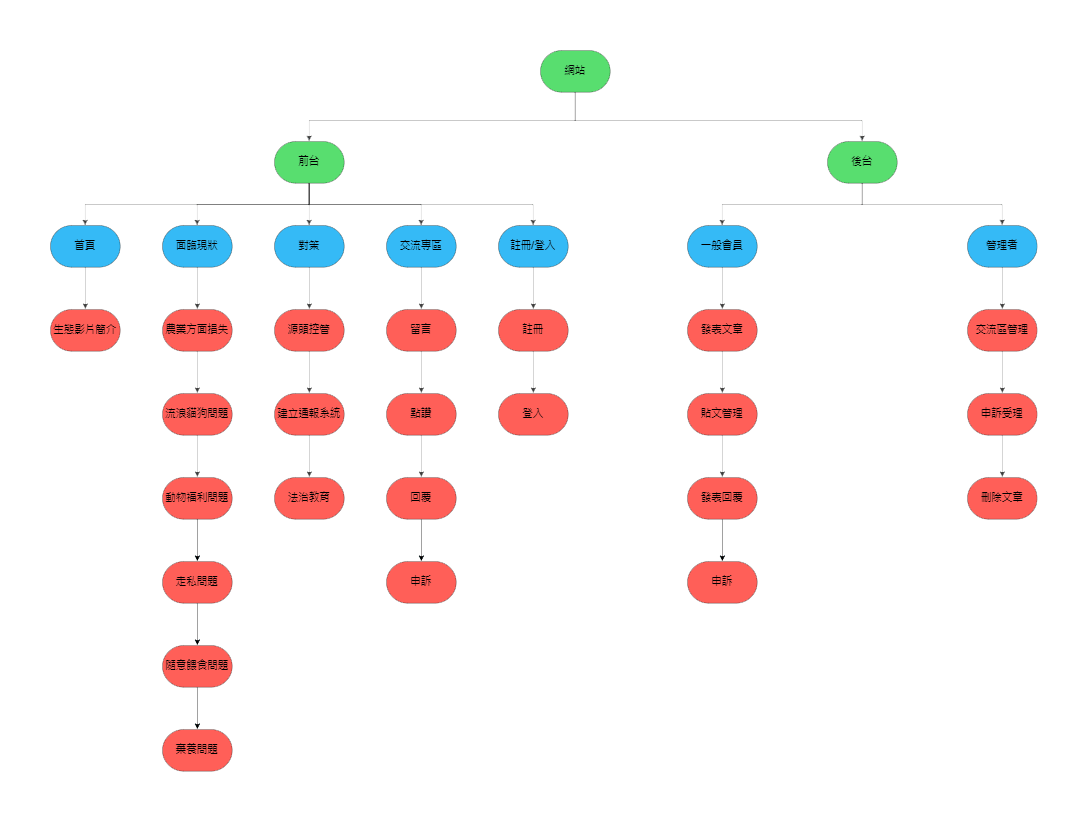 網站
前台
後台
首頁
面臨現狀
對策
交流專區
註冊/登入
一般會員
管理者
生態影片簡介
農業方面損失
源頭控管
留言
註冊
發表文章
交流區管理
流浪貓狗問題
建立通報系統
點讚
登入
貼文管理
申訴受理
動物福利問題
法治教育
回覆
發表回覆
刪除文章
走私問題
申訴
申訴
隨意餵食問題
棄養問題